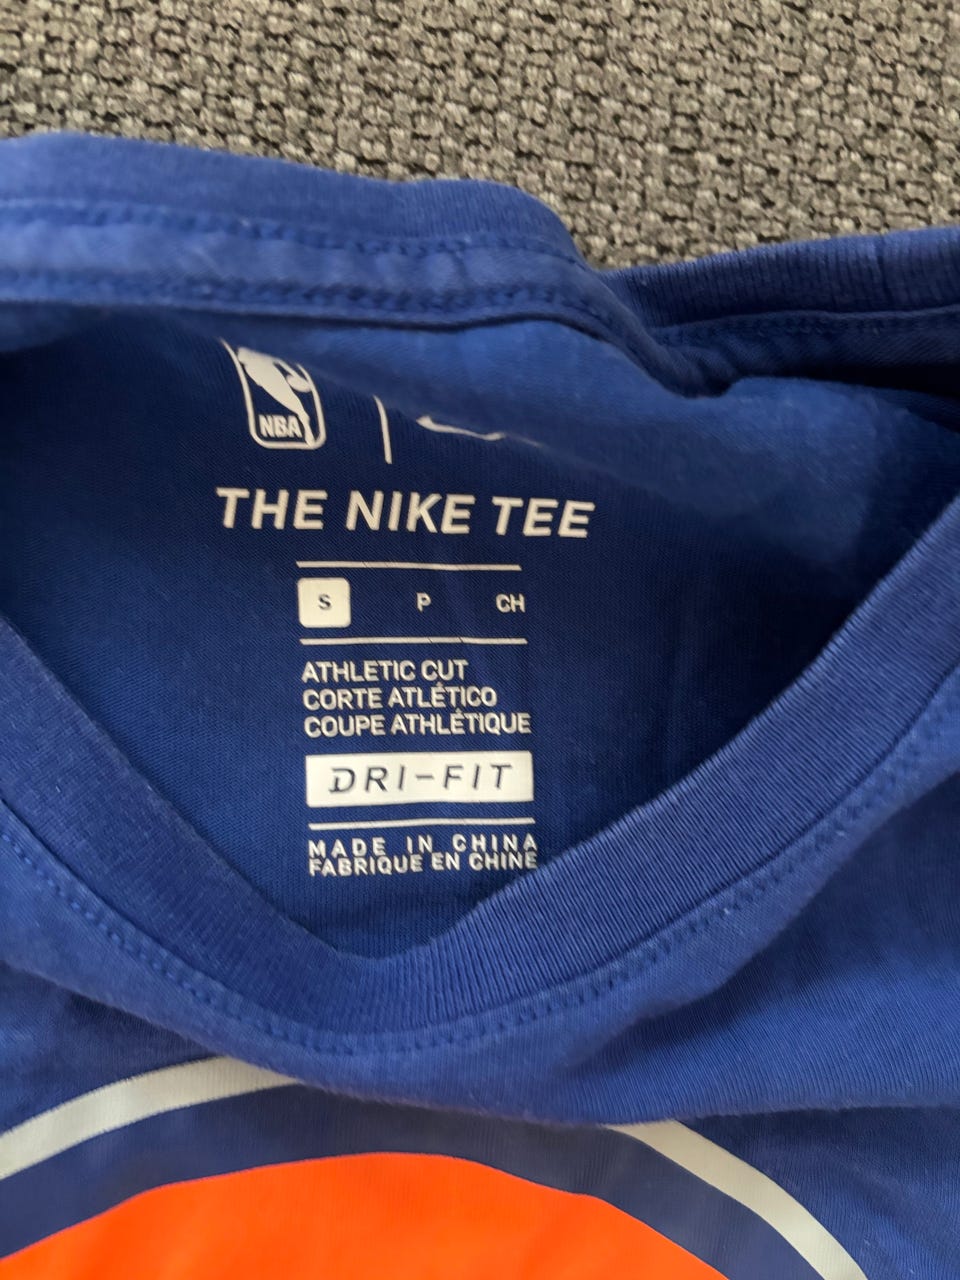 NBA
THE NIKE TEE
S P CH
ATHLETIC CUT
CORTE ATLÉTICO
COUPE ATHLÉTIQUE
DRI-FIT
MADE IN CHINA
FABRIQUE EN CHINE